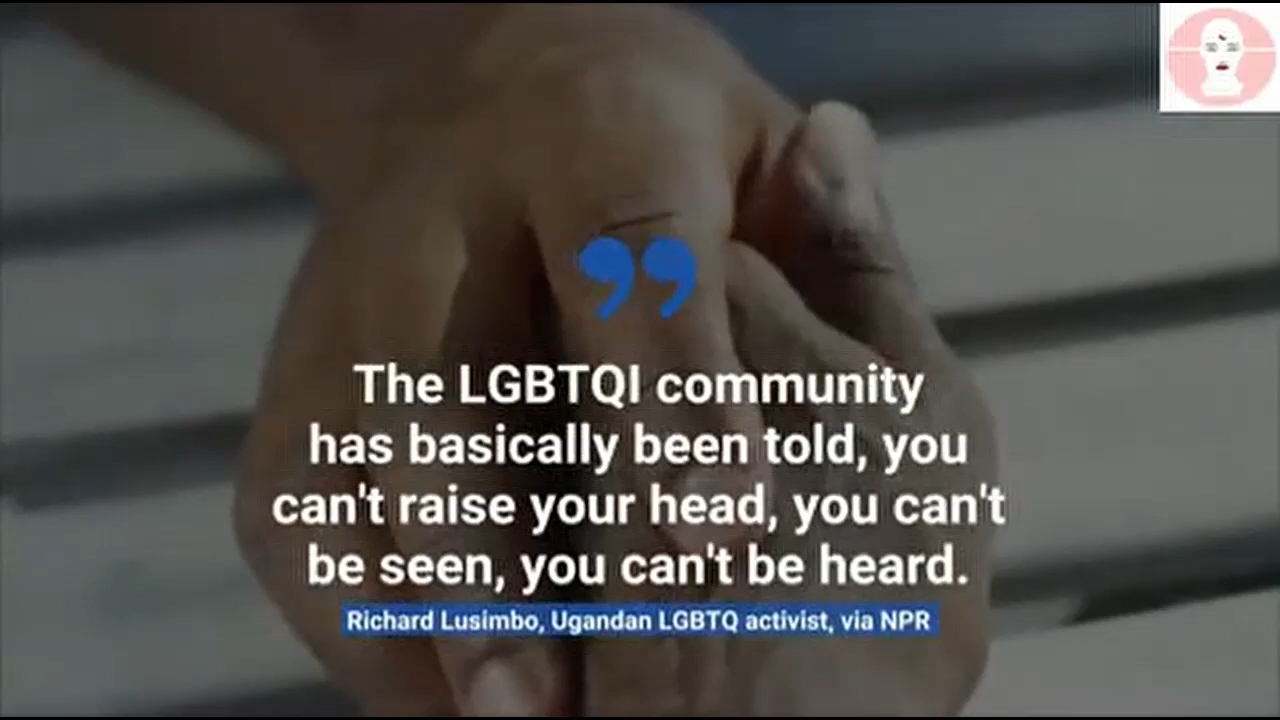 ”
The LGBTQI community
has basically been told, you
can't raise your head, you can't
be seen, you can't be heard.
Richard Lusimbo, Ugandan LGBTQ activist, via NPR